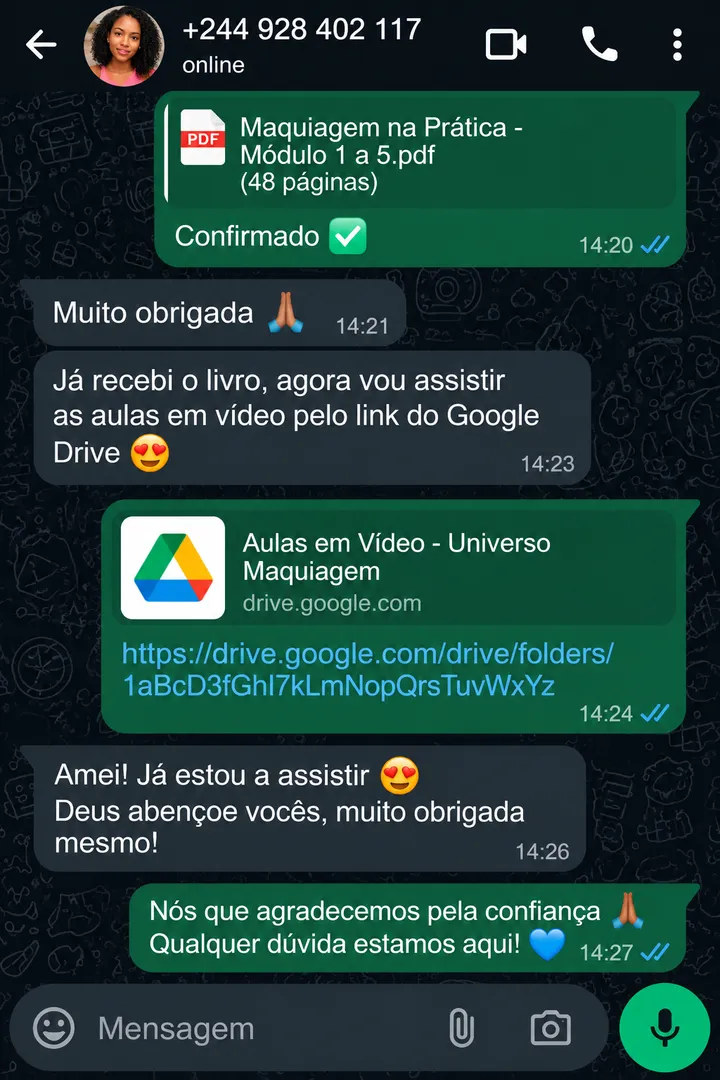 +244 928 402 117
online
PDF
Maquiagem na Prática -
Módulo 1 a 5.pdf
(48 páginas)
Confirmado ✅
14:20
Muito obrigada 🙏🏾
14:21
Já recebi o livro, agora vou assistir
as aulas em vídeo pelo link do Google
Drive 😍
14:23
Aulas em Vídeo - Universo
Maquiagem
drive.google.com
https://drive.google.com/drive/folders/
1aBcD3fGhI7kLmNopQrsTuvWxYz
14:24
Amei! Já estou a assistir 😍
Deus abençoe vocês, muito obrigada
mesmo!
14:26
Nós que agradecemos pela confiança 🙏🏾
Qualquer dúvida estamos aqui! 💙
14:27
Mensagem